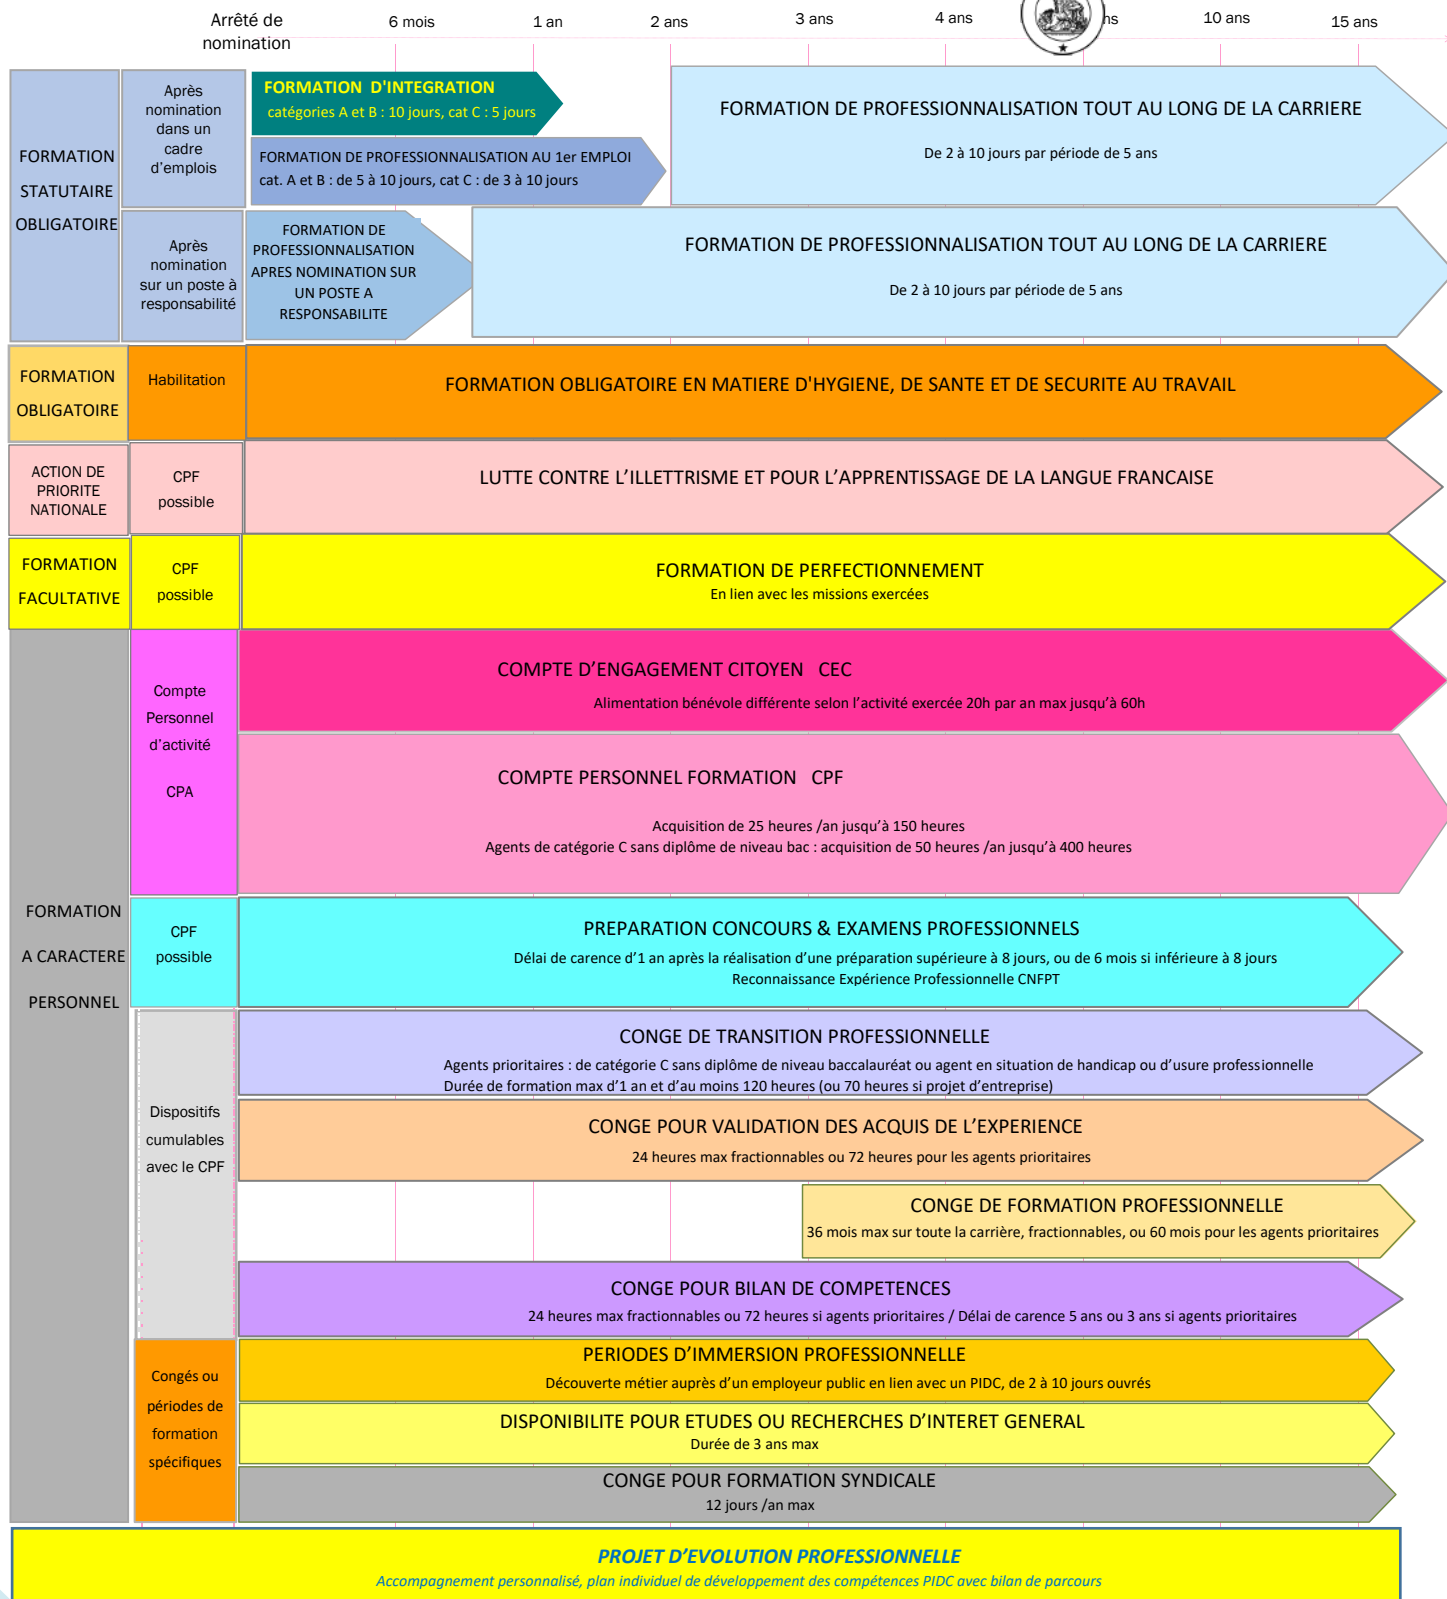 Arrêté de
nomination
6 mois
1 an
2 ans
3 ans
4 ans
10 ans
15 ans
FORMATION
STATUTAIRE
OBLIGATOIRE
Après
nomination
dans un
cadre
d'emplois
FORMATION D'INTEGRATION
catégories A et B : 10 jours, cat C : 5 jours
FORMATION DE PROFESSIONNALISATION AU 1er EMPLOI
cat. A et B : de 5 à 10 jours, cat C : de 3 à 10 jours
FORMATION DE PROFESSIONNALISATION TOUT AU LONG DE LA CARRIERE
De 2 à 10 jours par période de 5 ans
Après
nomination
sur un poste à
responsabilité
FORMATION DE
PROFESSIONNALISATION
APRES NOMINATION SUR
UN POSTE A
RESPONSABILITE
FORMATION DE PROFESSIONNALISATION TOUT AU LONG DE LA CARRIERE
De 2 à 10 jours par période de 5 ans
FORMATION
OBLIGATOIRE
Habilitation
FORMATION OBLIGATOIRE EN MATIERE D'HYGIENE, DE SANTE ET DE SECURITE AU TRAVAIL
ACTION DE
PRIORITE
NATIONALE
CPF
possible
LUTTE CONTRE L'ILLETTRISME ET POUR L'APPRENTISSAGE DE LA LANGUE FRANCAISE
FORMATION
FACULTATIVE
CPF
possible
FORMATION DE PERFECTIONNEMENT
En lien avec les missions exercées
FORMATION
A CARACTERE
PERSONNEL
Compte
Personnel
d'activité
CPA
COMPTE D'ENGAGEMENT CITOYEN CEC
Alimentation bénévole différente selon l'activité exercée 20h par an max jusqu'à 60h
COMPTE PERSONNEL FORMATION CPF
Acquisition de 25 heures /an jusqu'à 150 heures
Agents de catégorie C sans diplôme de niveau bac : acquisition de 50 heures /an jusqu'à 400 heures
CPF
possible
PREPARATION CONCOURS & EXAMENS PROFESSIONNELS
Délai de carence d'1 an après la réalisation d'une préparation supérieure à 8 jours, ou de 6 mois si inférieure à 8 jours
Reconnaissance Expérience Professionnelle CNFPT
Dispositifs
cumulables
avec le CPF
CONGE DE TRANSITION PROFESSIONNELLE
Agents prioritaires : de catégorie C sans diplôme de niveau baccalauréat ou agent en situation de handicap ou d'usure professionnelle
Durée de formation max d'1 an et d'au moins 120 heures (ou 70 heures si projet d'entreprise)
CONGE POUR VALIDATION DES ACQUIS DE L'EXPERIENCE
24 heures max fractionnables ou 72 heures pour les agents prioritaires
CONGE DE FORMATION PROFESSIONNELLE
36 mois max sur toute la carrière, fractionnables, ou 60 mois pour les agents prioritaires
CONGE POUR BILAN DE COMPETENCES
24 heures max fractionnables ou 72 heures si agents prioritaires / Délai de carence 5 ans ou 3 ans si agents prioritaires
Congés ou
périodes de
formation
spécifiques
PERIODES D'IMMERSION PROFESSIONNELLE
Découverte métier auprès d'un employeur public en lien avec un PIDC, de 2 à 10 jours ouvrés
DISPONIBILITE POUR ETUDES OU RECHERCHES D'INTERET GENERAL
Durée de 3 ans max
CONGE POUR FORMATION SYNDICALE
12 jours /an max
PROJET D'EVOLUTION PROFESSIONNELLE
Accompagnement personnalisé, plan individuel de développement des compétences PIDC avec bilan de parcours